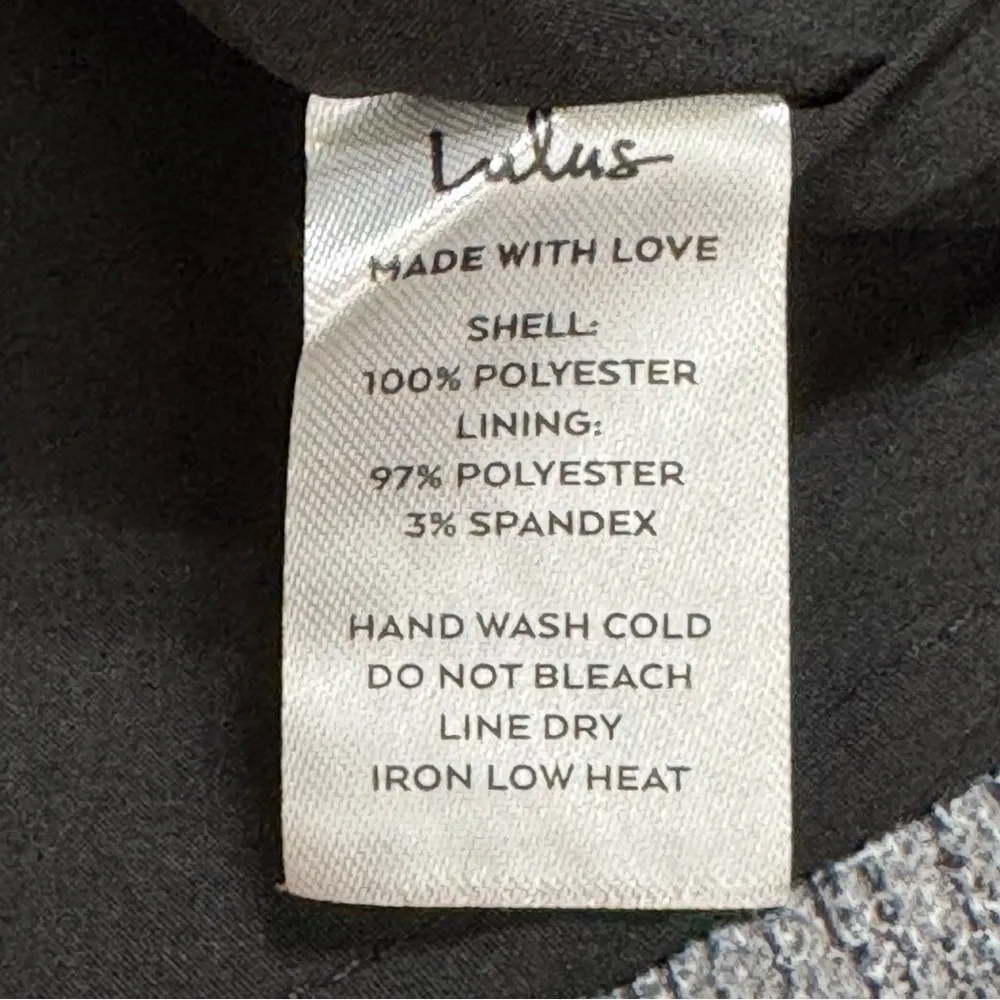 Lulus
MADE WITH LOVE
SHELL:
100% POLYESTER
LINING:
97% POLYESTER
3% SPANDEX
HAND WASH COLD
DO NOT BLEACH
LINE DRY
IRON LOW HEAT